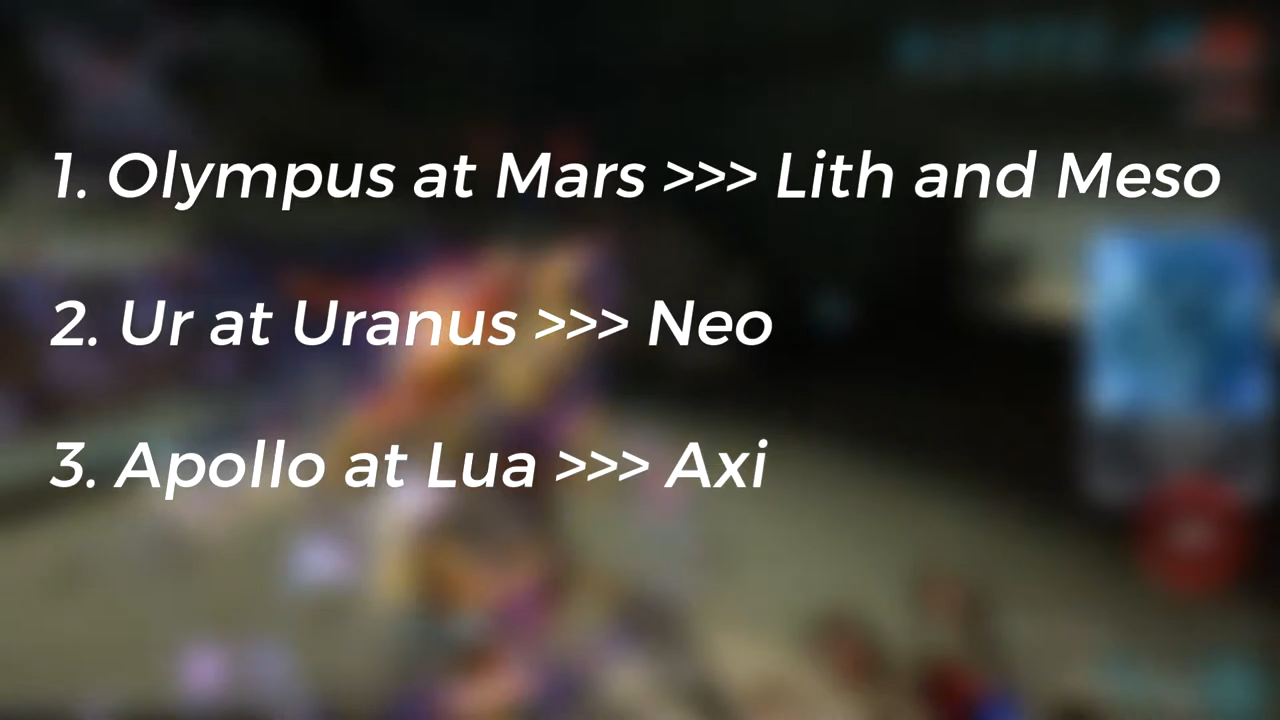 1. Olympus at Mars >>> Lith and Meso
2. Ur at Uranus >>> Neo
3. Apollo at Lua >>> Axi